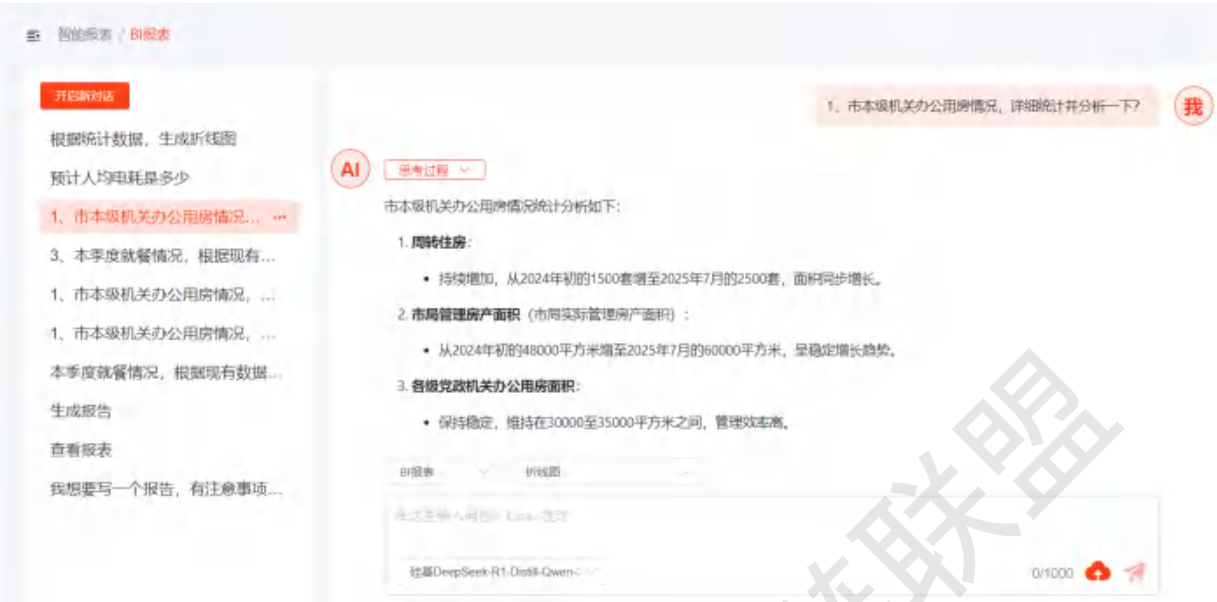 智能报表 / BI报表
开启新对话
根据统计数据，生成折线图
预计人均电耗是多少
1、市本级机关办公用房情况... ···
3、本季度就餐情况，根据现有...
1、市本级机关办公用房情况，...
1、市本级机关办公用房情况，...
本季度就餐情况，根据现有数据...
生成报告
查看报表
我想要写一个报告，有注意事项...
1、市本级机关办公用房情况，详细统计并分析一下?
我
AI
思考过程
市本级机关办公用房情况统计分析如下：
1. 周转住房：
• 持续增加，从2024年初的1500套增至2025年7月的2500套，面积同步增长。
2. 市局管理房产面积（市局实际管理房产面积）：
• 从2024年初的48000平方米增至2025年7月的60000平方米，呈稳定增长趋势。
3. 各级党政机关办公用房面积：
• 保持稳定，维持在30000至35000平方米之间，管理效率高。
BI报表
折线图
硅基DeepSeek-R1-Distill-Qwen-
0/1000
联盟